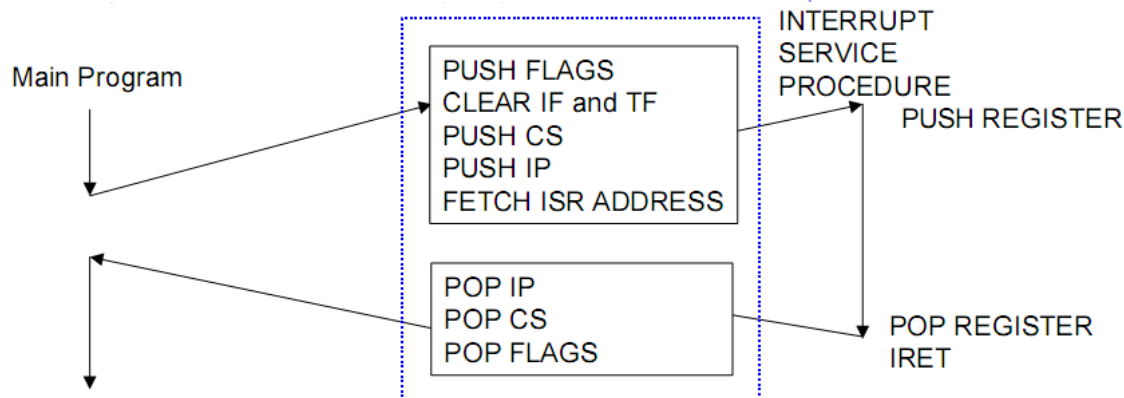 Main Program
PUSH FLAGS
CLEAR IF and TF
PUSH CS
PUSH IP
FETCH ISR ADDRESS
POP IP
POP CS
POP FLAGS
INTERRUPT
SERVICE
PROCEDURE
PUSH REGISTER
POP REGISTER
IRET